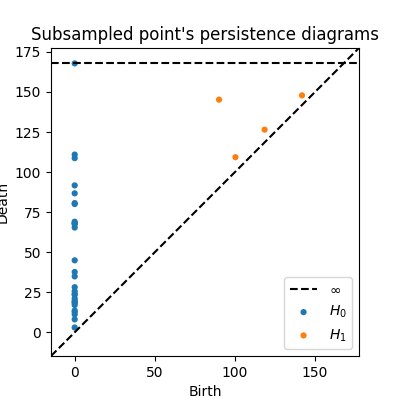 Subsampled point's persistence diagrams
175
150
125
100
75
50
25
0
Death
0
50
100
150
Birth
∞
H₀
H₁